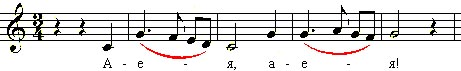 А - е - я, а - е - я!